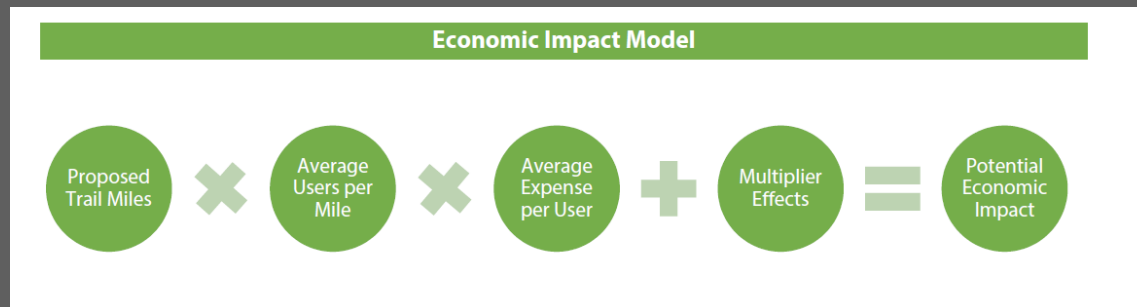 Economic Impact Model
Proposed
Trail Miles
Average
Users per
Mile
Average
Expense
per User
Multiplier
Effects
Potential
Economic
Impact